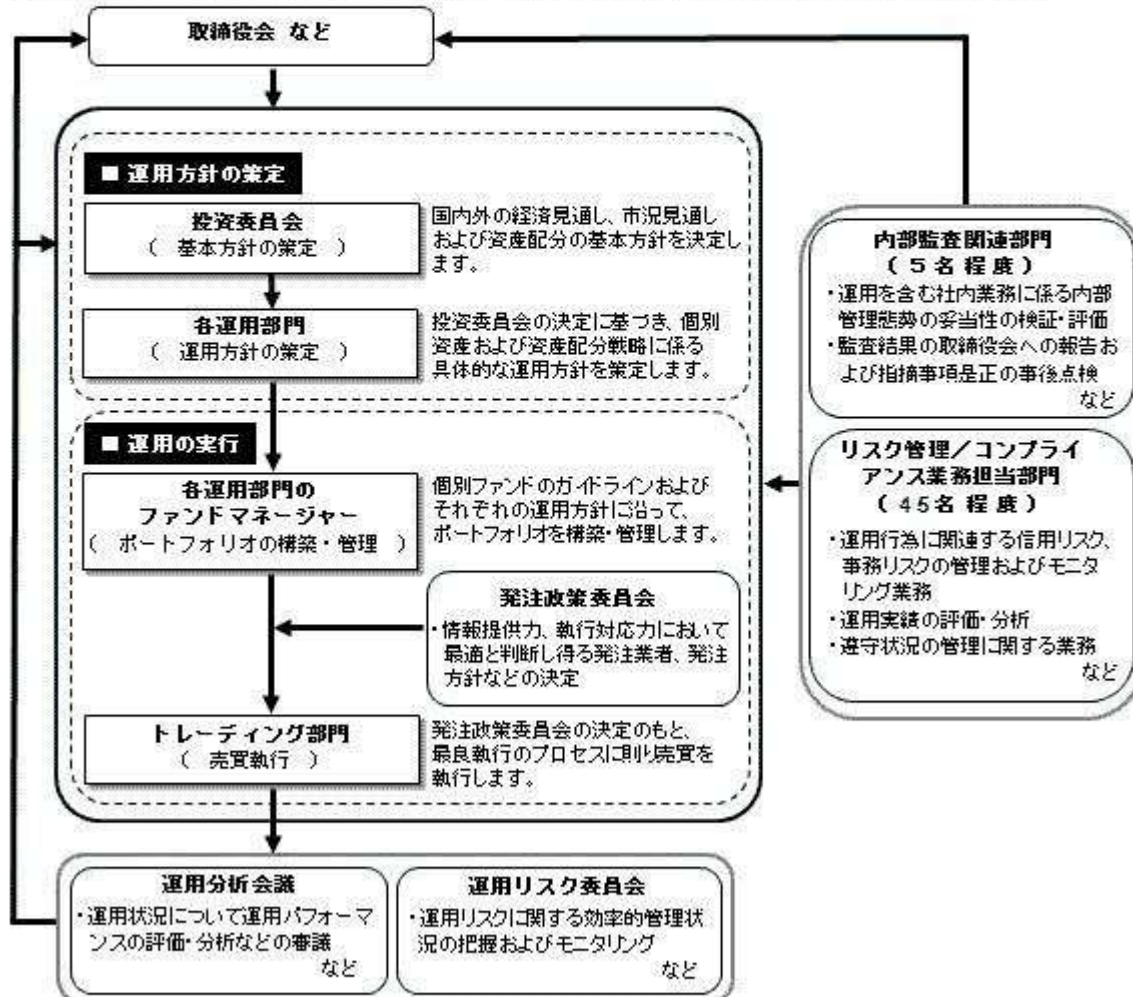 取締役会 など
■ 運用方針の策定
投資委員会
( 基本方針の策定 )
国内外の経済見通し、市況見通し
および資産配分の基本方針を決定し
ます。
各運用部門
( 運用方針の策定 )
投資委員会の決定に基づき、個別
資産および資産配分戦略に係る
具体的な運用方針を策定します。
■ 運用の実行
各運用部門の
ファンドマネージャー
( ポートフォリオの構築・管理 )
個別ファンドのガイドラインおよび
それぞれの運用方針に沿って、
ポートフォリオを構築・管理します。
発注政策委員会
・情報提供力、執行対応力において
最適と判断し得る発注業者、発注
方針などの決定
トレーディング部門
( 売買執行 )
発注政策委員会の決定のもと、
最良執行のプロセスに則り売買を
執行します。
運用分析会議
・運用状況について運用パフォーマ
ンスの評価・分析などの審議
など
運用リスク委員会
・運用リスクに関する効率的管理状
況の把握およびモニタリング
など
内部監査関連部門
( 5名程度 )
・運用を含む社内業務に係る内部
管理態勢の妥当性の検証・評価
・監査結果の取締役会への報告お
よび指摘事項是正の事後点検
など
リスク管理/コンプライ
アンス業務担当部門
( 45名程度 )
・運用行為に関連する信用リスク、
事務リスクの管理およびモニタ
リング業務
・運用実績の評価・分析
・遵守状況の管理に関する業務
など